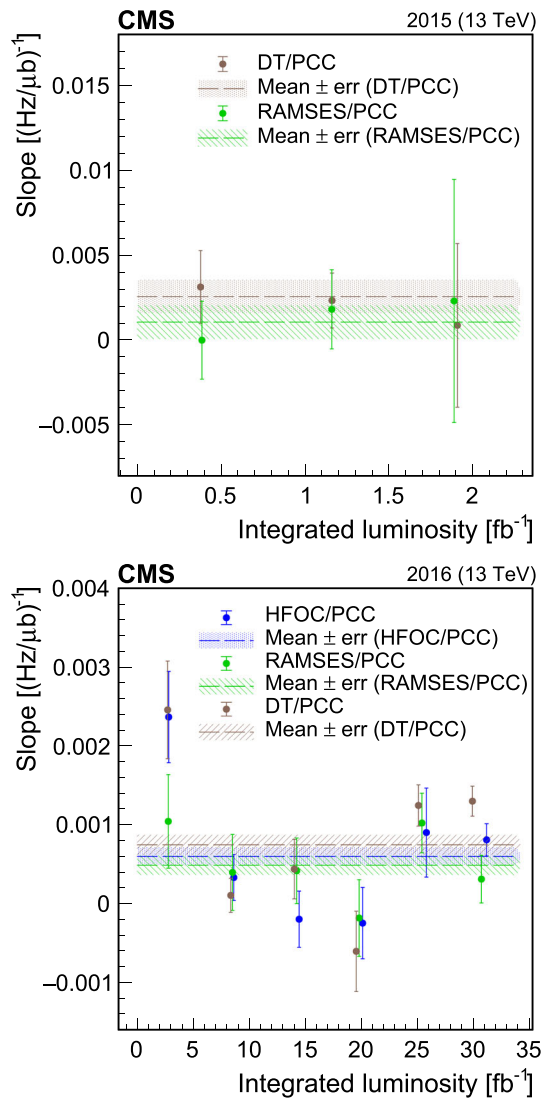 CMS 2015 (13 TeV)
Slope [(Hz/μb)⁻¹]
0.015
0.01
0.005
0
−0.005
DT/PCC
Mean ± err (DT/PCC)
RAMSES/PCC
Mean ± err (RAMSES/PCC)
0 0.5 1 1.5 2
Integrated luminosity [fb⁻¹]
CMS 2016 (13 TeV)
Slope [(Hz/μb)⁻¹]
0.004
0.003
0.002
0.001
0
−0.001
HFOC/PCC
Mean ± err (HFOC/PCC)
RAMSES/PCC
Mean ± err (RAMSES/PCC)
DT/PCC
Mean ± err (DT/PCC)
0 5 10 15 20 25 30 35
Integrated luminosity [fb⁻¹]